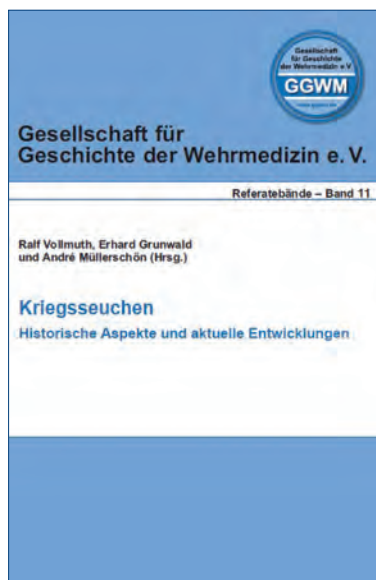 Gesellschaft
für Geschichte
der Wehrmedizin e.V.
GGWM
Gesellschaft für
Geschichte der Wehrmedizin e. V.
Referatebände – Band 11
Ralf Vollmuth, Erhard Grunwald
und André Müllerschön (Hrsg.)
Kriegsseuchen
Historische Aspekte und aktuelle Entwicklungen